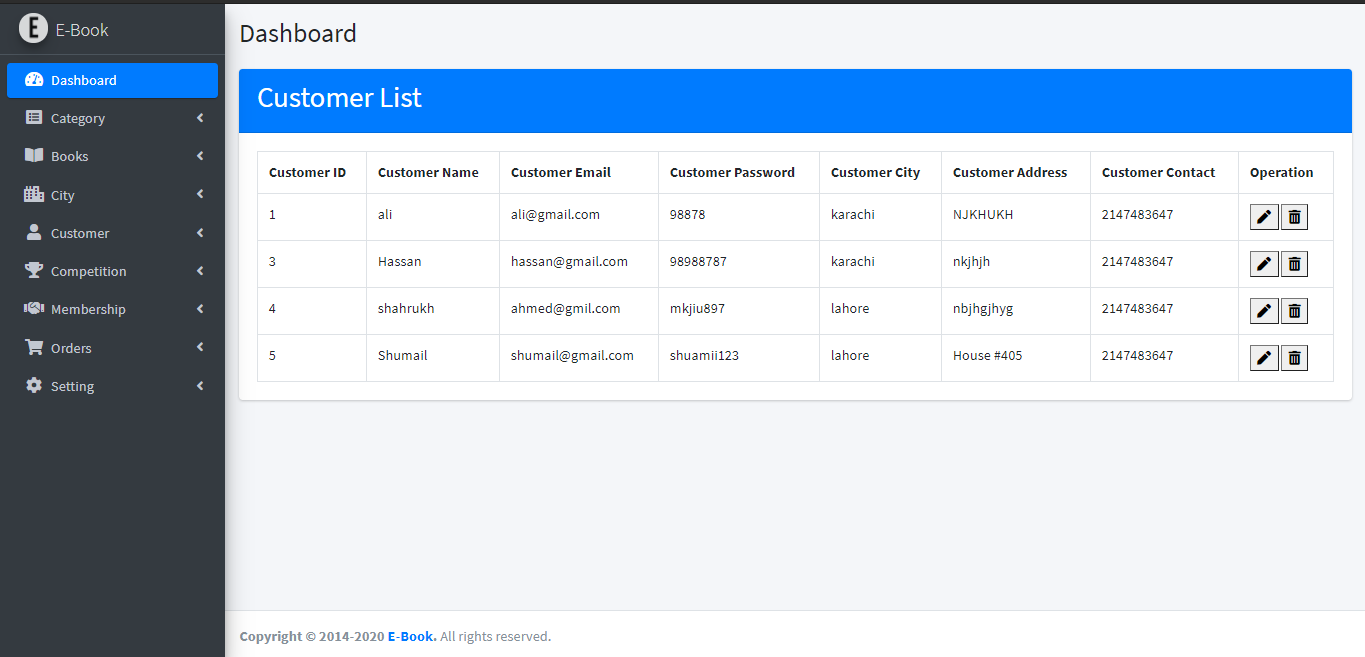 E E-Book
Dashboard
Category
Books
City
Customer
Competition
Membership
Orders
Setting
Dashboard
Customer List
Customer ID Customer Name Customer Email Customer Password Customer City Customer Address Customer Contact Operation
1 ali ali@gmail.com 98878 karachi NJKHUKH 2147483647
3 Hassan hassan@gmail.com 98988787 karachi nkjhjh 2147483647
4 shahrukh ahmed@gmil.com mkjiu897 lahore nbjhgjhyg 2147483647
5 Shumail shumail@gmail.com shuamii123 lahore House #405 2147483647
Copyright © 2014-2020 E-Book. All rights reserved.